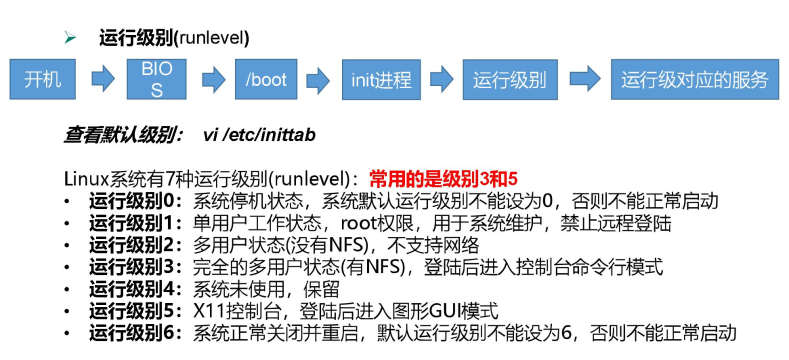 ➢ 运行级别(runlevel)
开机 BIOS /boot init进程 运行级别 运行级对应的服务
查看默认级别： vi /etc/inittab
Linux系统有7种运行级别(runlevel)：常用的是级别3和5
• 运行级别0：系统停机状态，系统默认运行级别不能设为0，否则不能正常启动
• 运行级别1：单用户工作状态，root权限，用于系统维护，禁止远程登陆
• 运行级别2：多用户状态(没有NFS)，不支持网络
• 运行级别3：完全的多用户状态(有NFS)，登陆后进入控制台命令行模式
• 运行级别4：系统未使用，保留
• 运行级别5：X11控制台，登陆后进入图形GUI模式
• 运行级别6：系统正常关闭并重启，默认运行级别不能设为6，否则不能正常启动